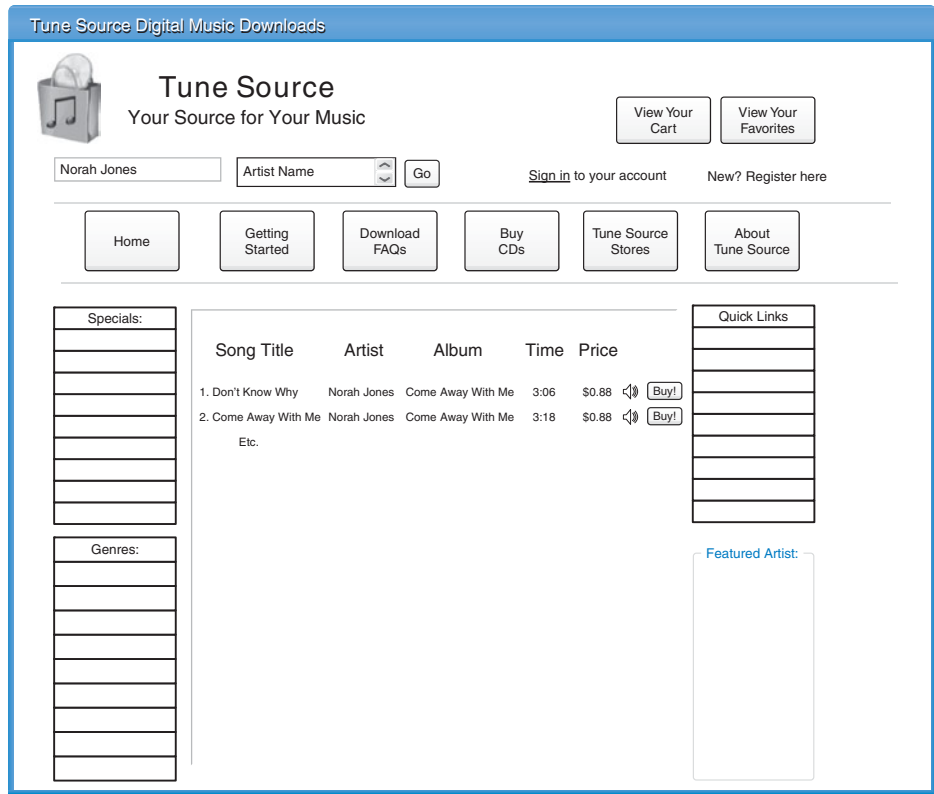 Tune Source Digital Music Downloads
Tune Source
Your Source for Your Music
View Your
Cart
View Your
Favorites
Norah Jones
Artist Name
Go
Sign in to your account
New? Register here
Home
Getting
Started
Download
FAQs
Buy
CDs
Tune Source
Stores
About
Tune Source
Specials:
Song Title Artist Album Time Price
1. Don't Know Why Norah Jones Come Away With Me 3:06 $0.88 Buy!
2. Come Away With Me Norah Jones Come Away With Me 3:18 $0.88 Buy!
Etc.
Quick Links
Genres:
Featured Artist: